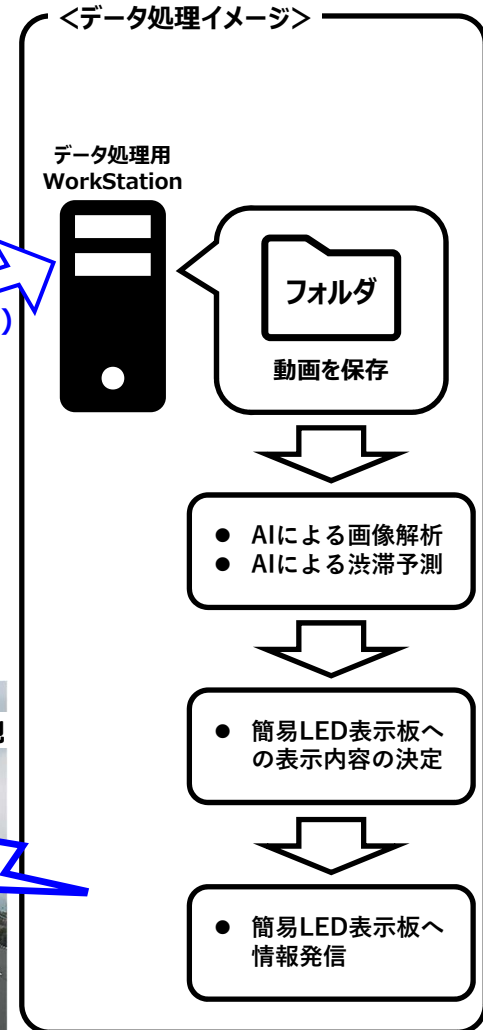 <データ処理イメージ>
データ処理用
WorkStation
)
フォルダ
動画を保存
● AIによる画像解析
● AIによる渋滞予測
● 簡易LED表示板へ
の表示内容の決定
● 簡易LED表示板へ
情報発信